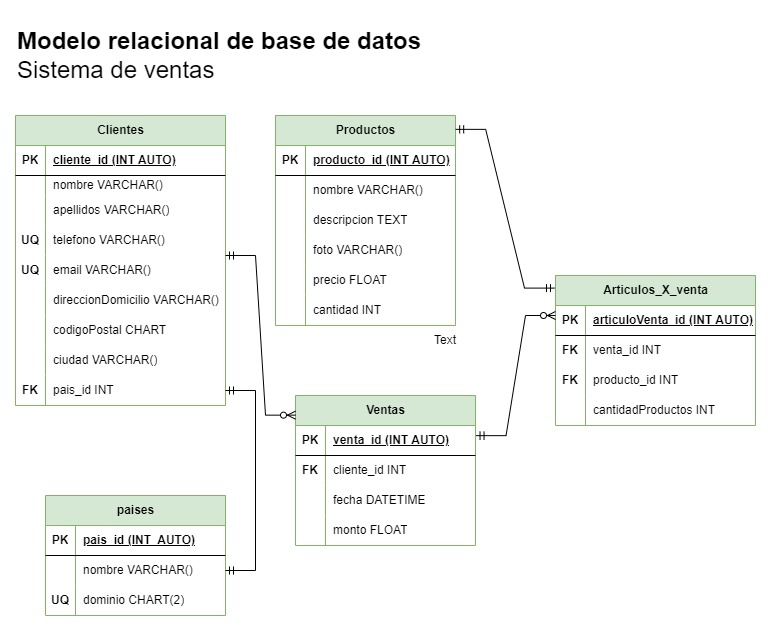 Modelo relacional de base de datos
Sistema de ventas
Clientes
PK cliente_id (INT AUTO)
nombre VARCHAR()
apellidos VARCHAR()
UQ telefono VARCHAR()
UQ email VARCHAR()
direccionDomicilio VARCHAR()
codigoPostal CHART
ciudad VARCHAR()
FK pais_id INT
Productos
PK producto_id (INT AUTO)
nombre VARCHAR()
descripcion TEXT
foto VARCHAR()
precio FLOAT
cantidad INT
Text
Articulos_X_venta
PK articuloVenta_id (INT AUTO)
FK venta_id INT
FK producto_id INT
cantidadProductos INT
Ventas
PK venta_id (INT AUTO)
FK cliente_id INT
fecha DATETIME
monto FLOAT
paises
PK pais_id (INT AUTO)
nombre VARCHAR()
UQ dominio CHART(2)